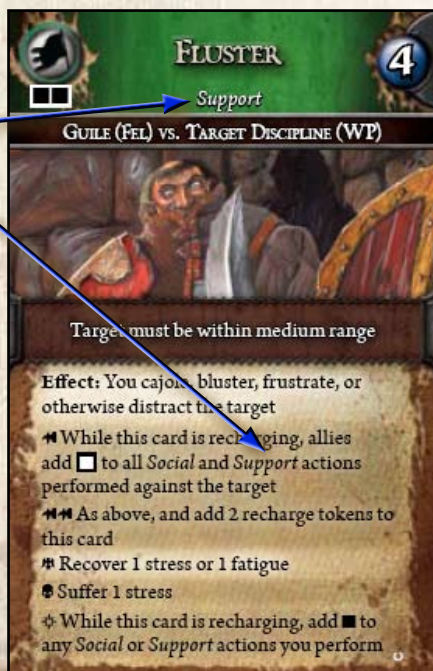 FLUSTER
4
Support
GUILE (FEL) VS. TARGET DISCIPLINE (WP)
Target must be within medium range
Effect: You cajole, bluster, frustrate, or
otherwise distract the target
While this card is recharging, allies
add □ to all Social and Support actions
performed against the target
As above, and add 2 recharge tokens to
this card
Recover 1 stress or 1 fatigue
Suffer 1 stress
While this card is recharging, add ■ to
any Social or Support actions you perform